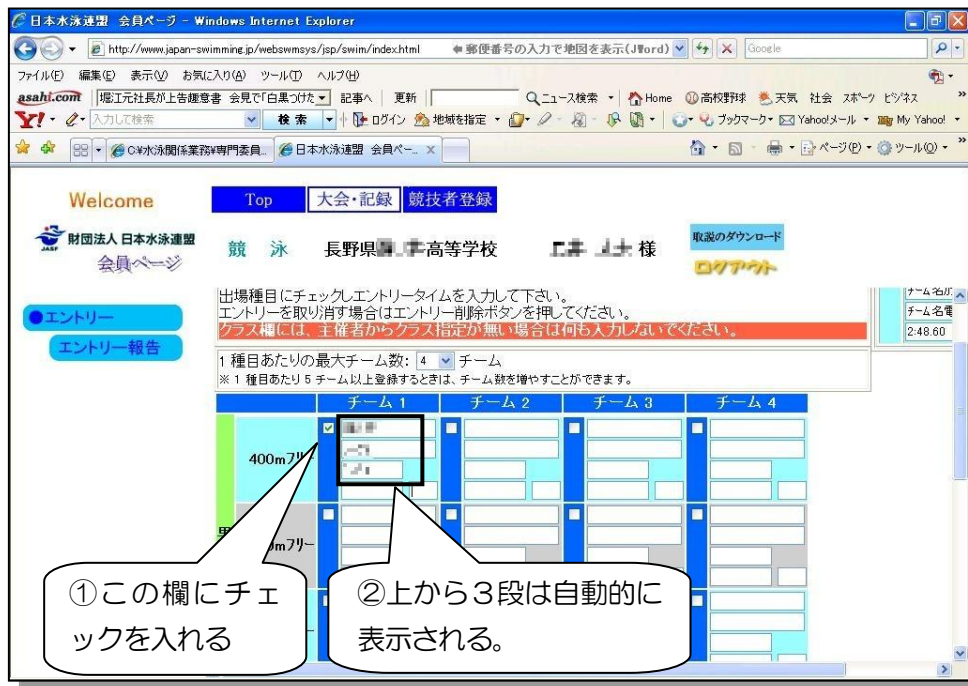 日本水泳連盟 会員ページ - Windows Internet Explorer
http://www.japan-swimming.jp/webswmsys/jsp/swim/index.html
郵便番号の入力で地図を表示(JWord)
Google
ファイル(F) 編集(E) 表示(V) お気に入り(A) ツール(T) ヘルプ(H)
asahi.com 堀江元社長が上告趣意書 会見で「白黒つけた 記事へ 更新 ニュース検索 Home 高校野球 天気 社会 スポーツ ビジネス »
Y! 入力して検索 検索 ログイン 地域を指定 ブックマーク Yahoo!メール My Yahoo!
C:¥水泳関係業務¥専門委員... 日本水泳連盟 会員ペー... ページ(P) ツール(O) »
Welcome
Top 大会・記録 競技者登録
財団法人 日本水泳連盟
JASF
会員ページ
競 泳 長野県 高等学校 様
取説のダウンロード
ログアウト
エントリー
エントリー報告
出場種目にチェックしエントリータイムを入力して下さい。
エントリーを取り消す場合はエントリー削除ボタンを押してください。
クラス欄には、主催者からクラス指定が無い場合は何も入力しないでください。
チーム名電
2:48.60
1 種目あたりの最大チーム数: 4 チーム
※ 1 種目あたり 5 チーム以上登録するときは、チーム数を増やすことができます。
チーム 1 チーム 2 チーム 3 チーム 4
400mフリー
mフリー
①この欄にチェ
ックを入れる
②上から３段は自動的に
表示される。